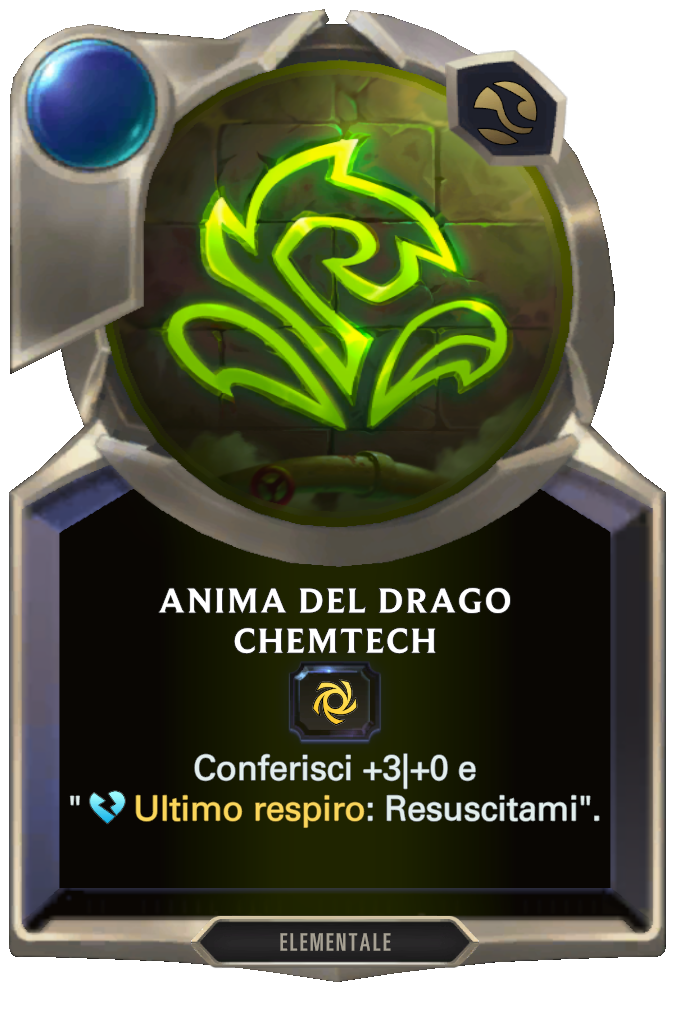 ANIMA DEL DRAGO
CHEMTECH
Conferisci +3|+0 e
" Ultimo respiro: Resuscitami".
ELEMENTALE